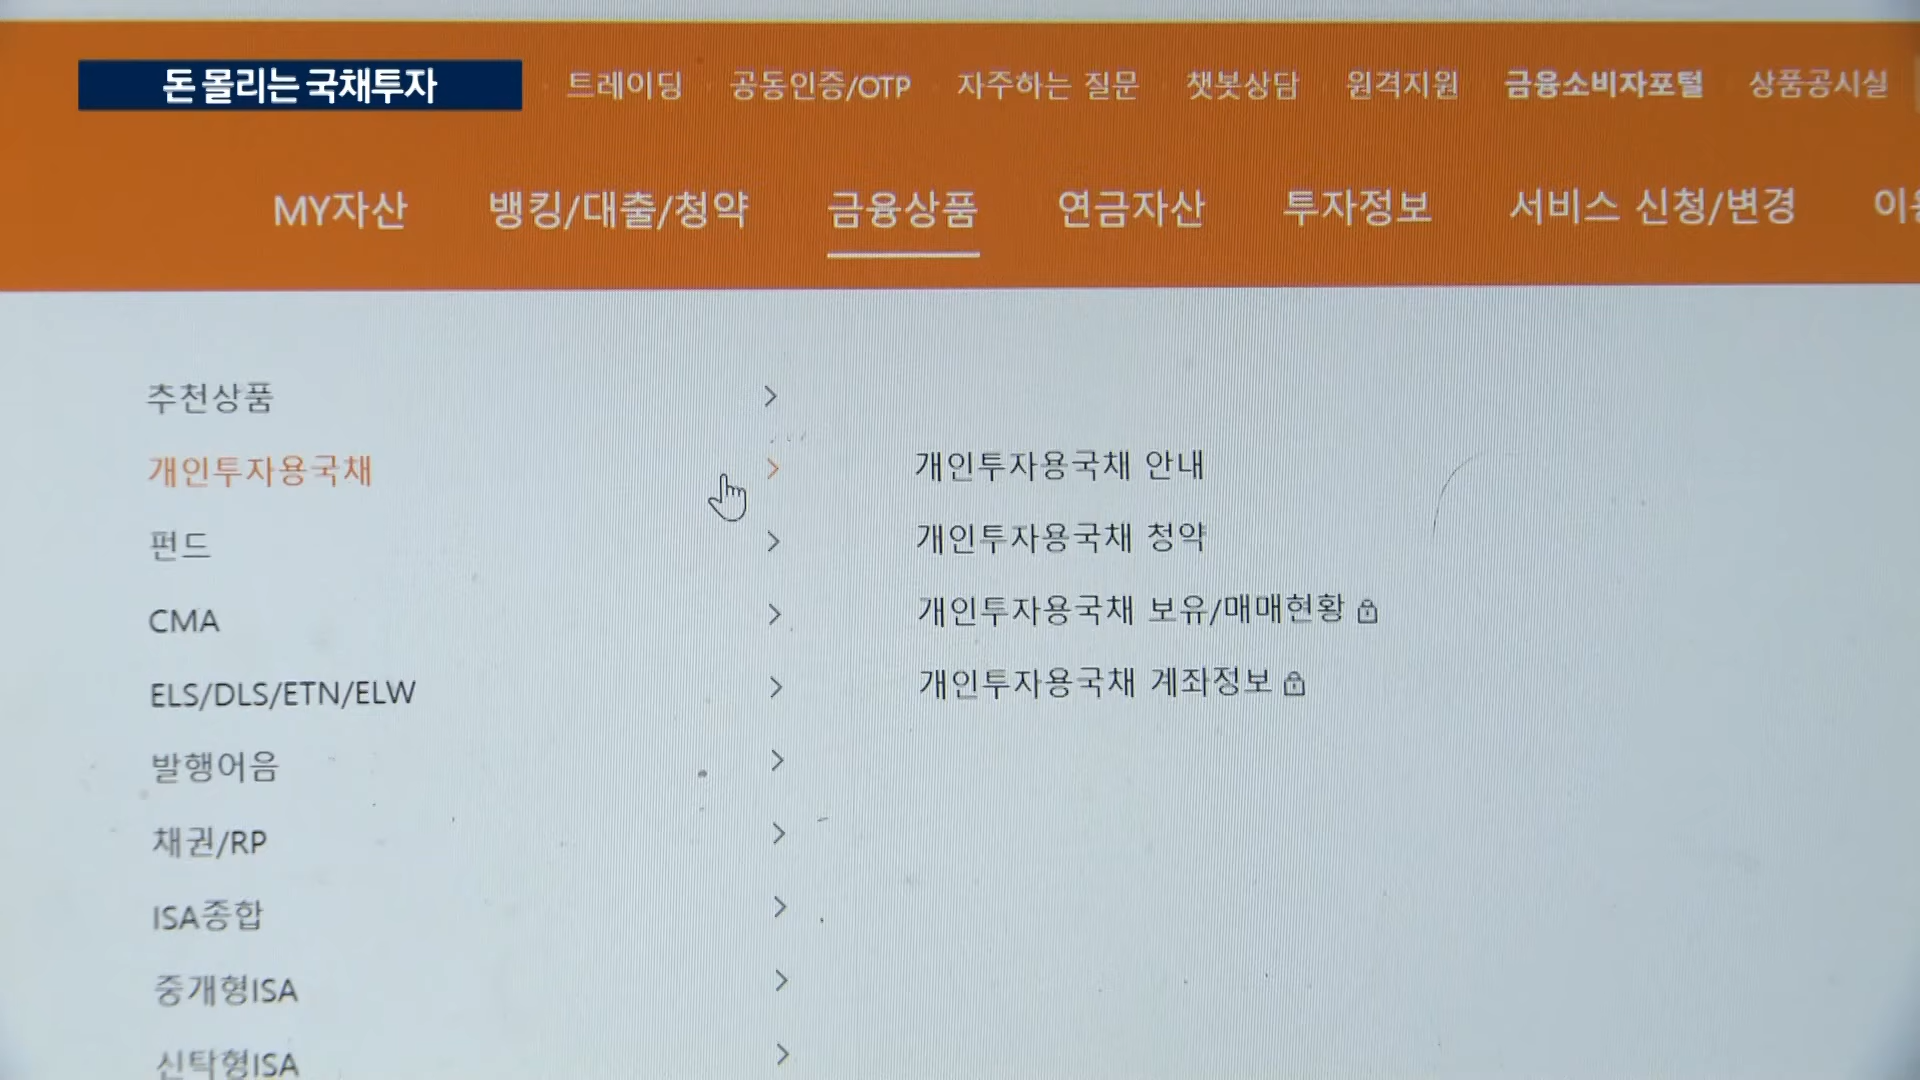 돈 몰리는 국채투자
트레이딩 공동인증/OTP 자주하는 질문 챗봇상담 원격지원 금융소비자포털 상품공시실
MY자산 뱅킹/대출/청약 금융상품 연금자산 투자정보 서비스 신청/변경
추천상품
개인투자용국채
펀드
CMA
ELS/DLS/ETN/ELW
발행어음
채권/RP
ISA종합
중개형ISA
신탁형ISA
개인투자용국채 안내
개인투자용국채 청약
개인투자용국채 보유/매매현황
개인투자용국채 계좌정보